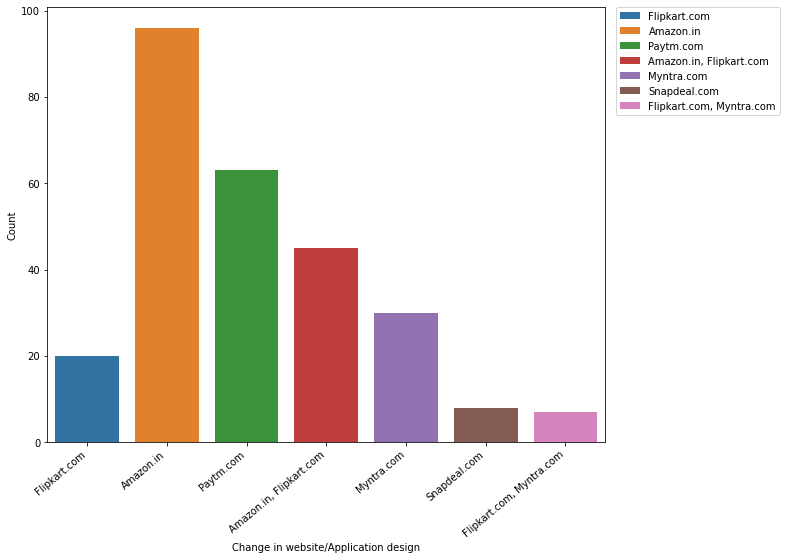 100
80
60
40
20
0
Count
Flipkart.com
Amazon.in
Paytm.com
Amazon.in, Flipkart.com
Myntra.com
Snapdeal.com
Flipkart.com, Myntra.com
Change in website/Application design
Flipkart.com
Amazon.in
Paytm.com
Amazon.in, Flipkart.com
Myntra.com
Snapdeal.com
Flipkart.com, Myntra.com